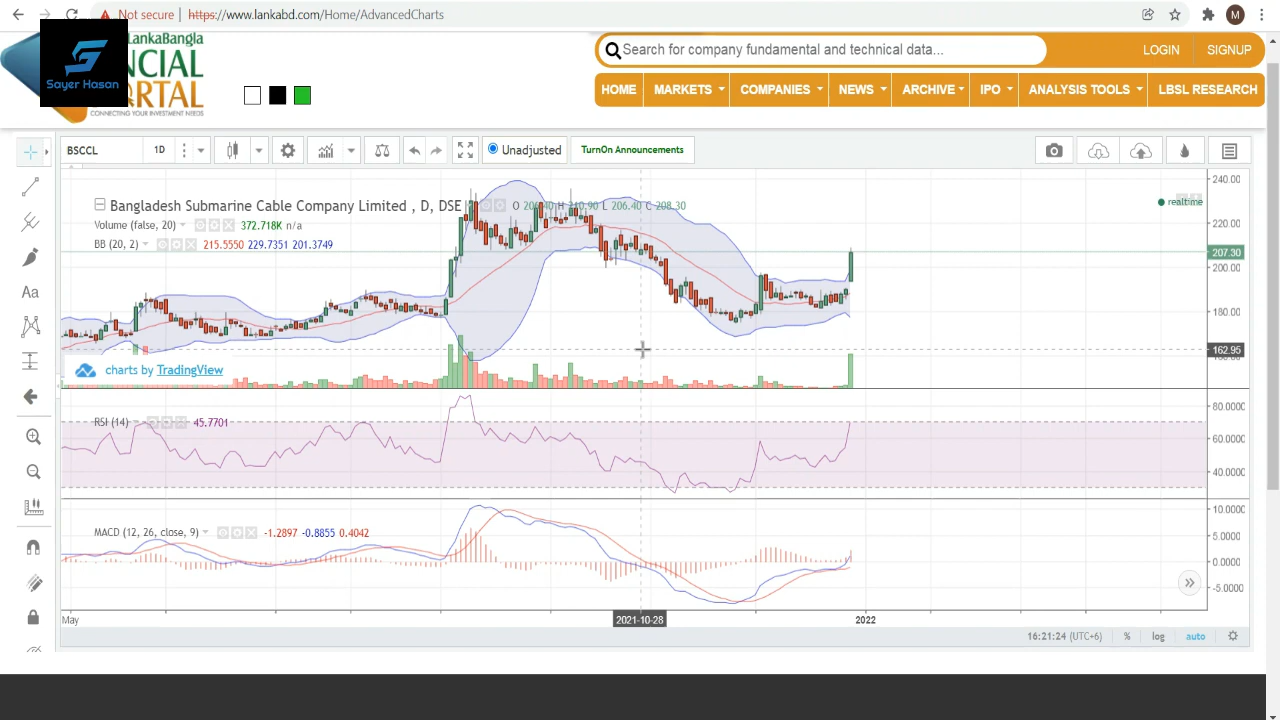 Not secure | https://www.lankabd.com/Home/AdvancedCharts
M
LankaBangla
NCIAL
RTAL
CONNECTING YOUR INVESTMENT NEEDS
Sayer Hasan
Search for company fundamental and technical data...
LOGIN SIGNUP
HOME MARKETS COMPANIES NEWS ARCHIVE IPO ANALYSIS TOOLS LBSL RESEARCH
BSCCL 1D Unadjusted TurnOn Announcements
Bangladesh Submarine Cable Company Limited , D, DSE O 206.40 H 210.90 L 206.40 C 208.30
realtime
Volume (false, 20) 372.718K n/a
BB (20, 2) 215.5550 229.7351 201.3749
240.00
220.00
207.30
200.00
180.00
162.95
charts by TradingView
RSI (14) 45.7701
80.0000
60.0000
40.0000
MACD (12, 26, close, 9) -1.2897 -0.8855 0.4042
10.0000
5.0000
0.0000
-5.0000
Aa
May 2021-10-28 2022
16:21:24 (UTC+6) % log auto